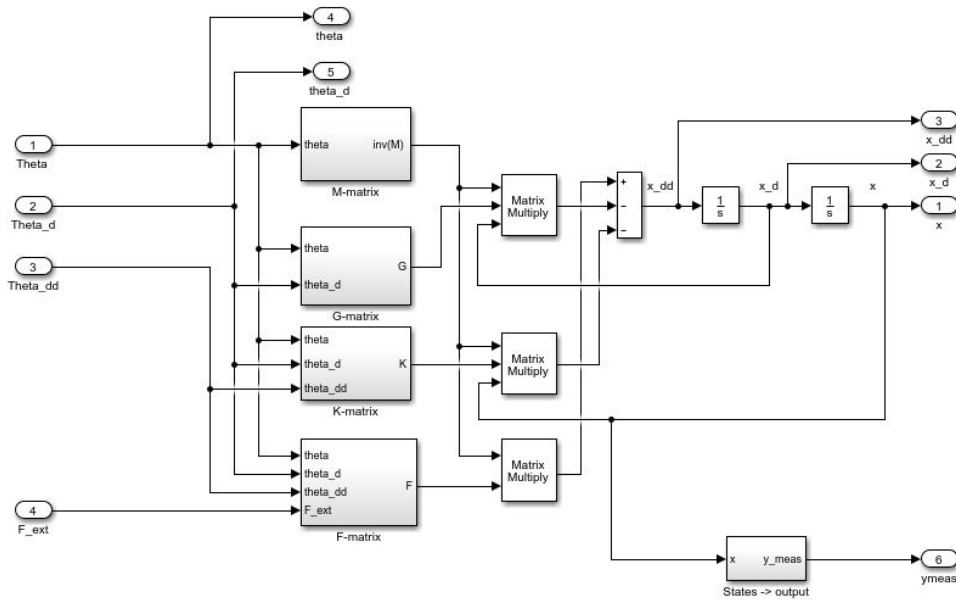 4
theta
5
theta_d
1
Theta
theta
inv(M)
M-matrix
2
Theta_d
3
Theta_dd
theta
theta_d
G
G-matrix
theta
theta_d
theta_dd
K
K-matrix
theta
theta_d
theta_dd
F_ext
F
F-matrix
4
F_ext
Matrix
Multiply
Matrix
Multiply
Matrix
Multiply
+
−
−
x_dd
1
s
x_d
1
s
x
3
x_dd
2
x_d
1
x
x
y_meas
States -> output
6
ymeas